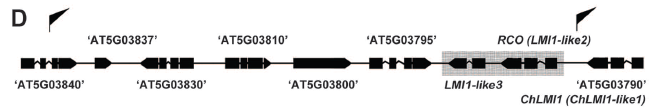 D
'AT5G03837' 'AT5G03810' 'AT5G03795' RCO (LMI1-like2)
'AT5G03840' 'AT5G03830' 'AT5G03800' LMI1-like3 'AT5G03790'
ChLMI1 (ChLMI1-like1)